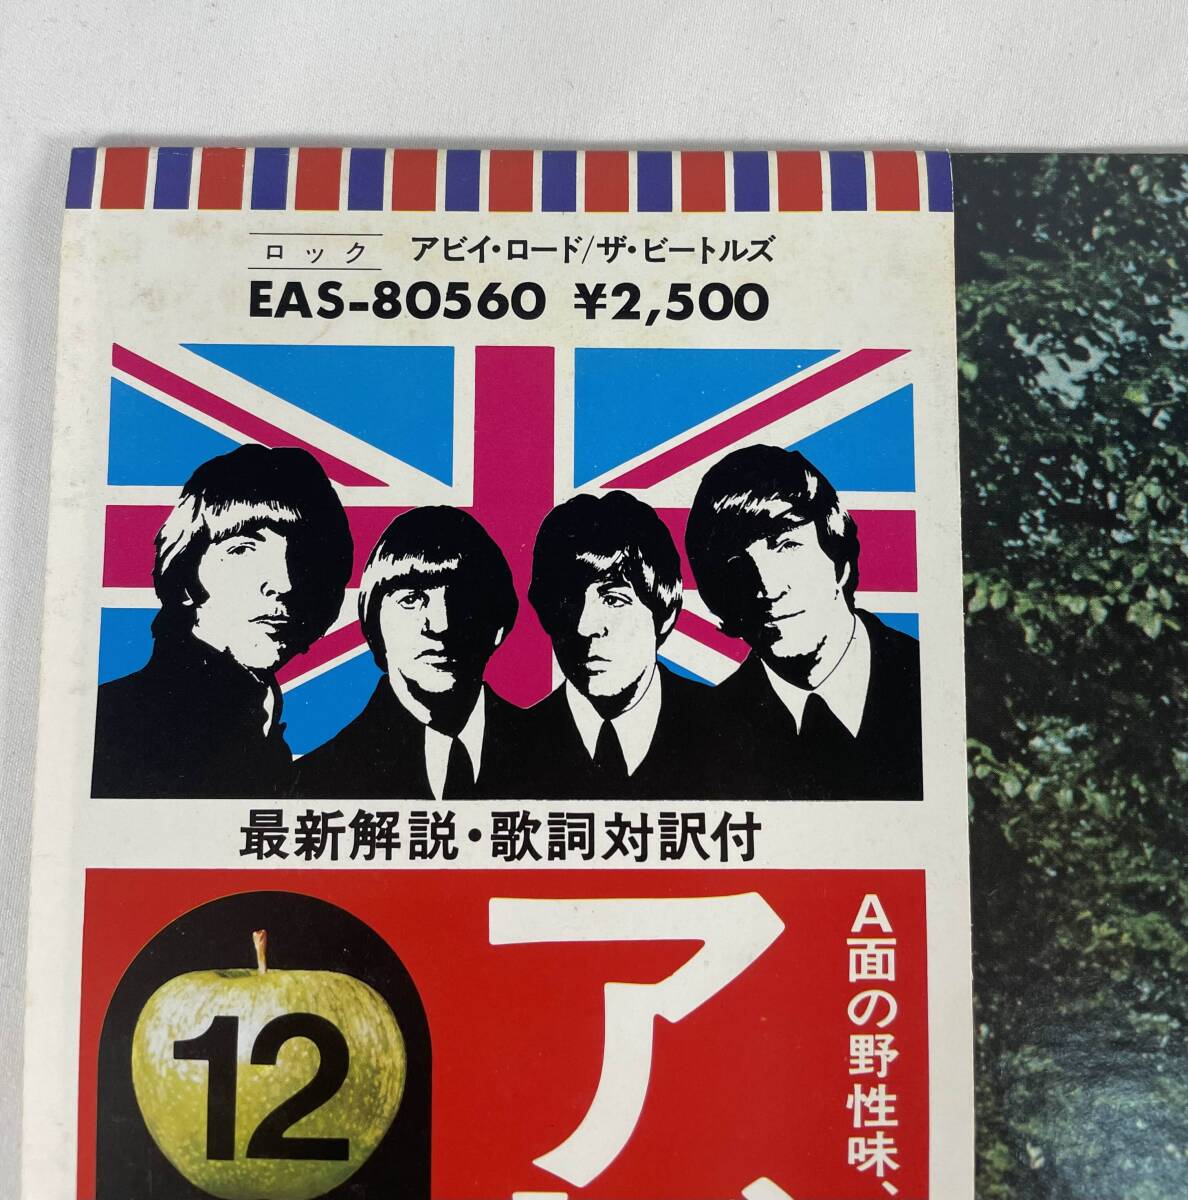 ロック アビイ・ロード/ザ・ビートルズ
EAS-80560 ¥2,500
最新解説・歌詞対訳付
A面の野性味、
ア
12